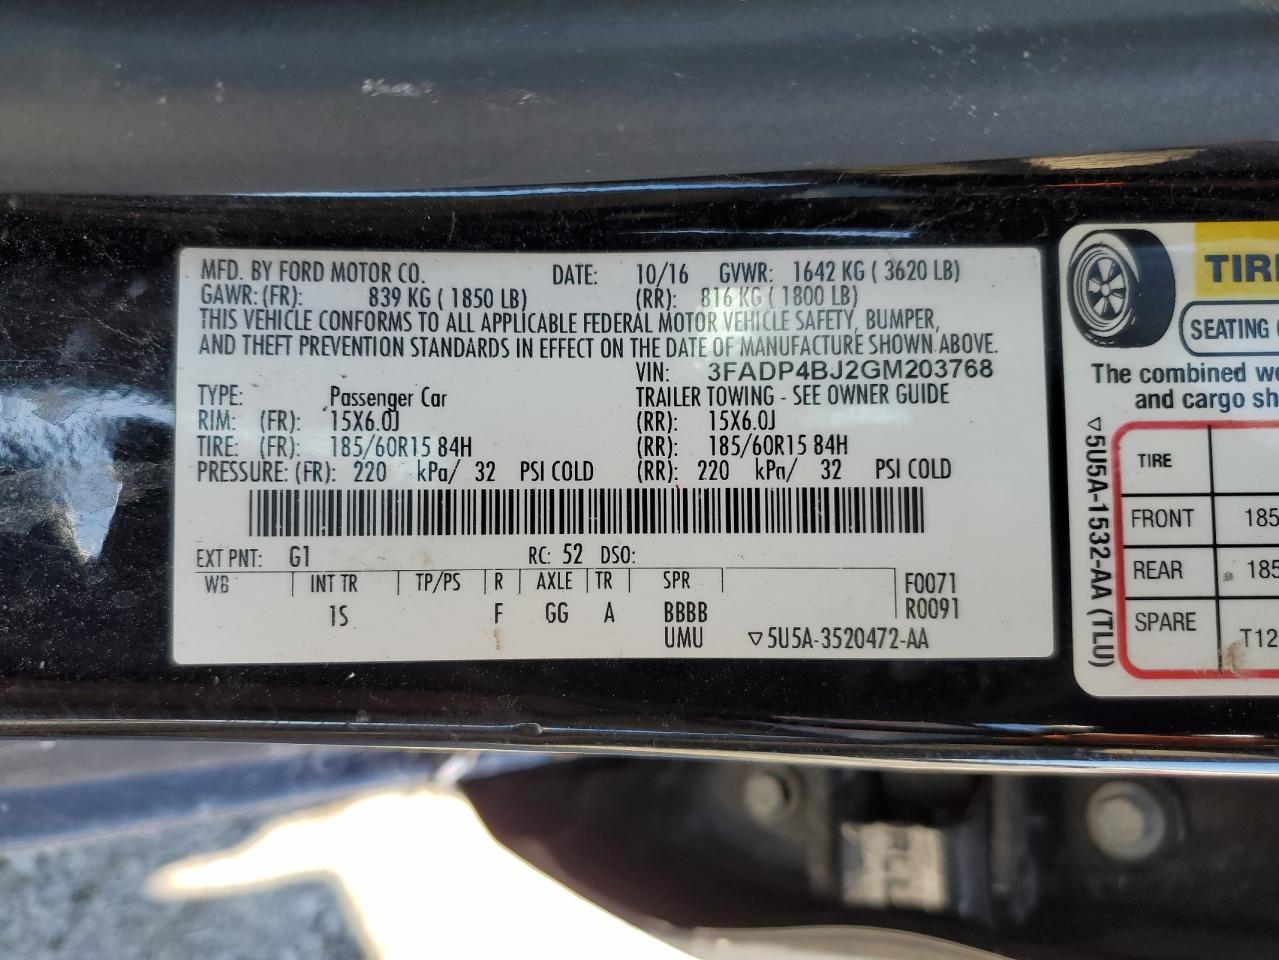 MFD. BY FORD MOTOR CO. DATE: 10/16 GVWR: 1642 KG ( 3620 LB)
GAWR: (FR): 839 KG ( 1850 LB) (RR): 816 KG ( 1800 LB)
THIS VEHICLE CONFORMS TO ALL APPLICABLE FEDERAL MOTOR VEHICLE SAFETY, BUMPER,
AND THEFT PREVENTION STANDARDS IN EFFECT ON THE DATE OF MANUFACTURE SHOWN ABOVE.
VIN: 3FADP4BJ2GM203768
TYPE: Passenger Car TRAILER TOWING - SEE OWNER GUIDE
RIM: (FR): 15X6.0J (RR): 15X6.0J
TIRE: (FR): 185/60R15 84H (RR): 185/60R15 84H
PRESSURE: (FR): 220 kPa/ 32 PSI COLD (RR): 220 kPa/ 32 PSI COLD
EXT PNT: G1 RC: 52 DSO:
WB INT TR TP/PS R AXLE TR SPR F0071
1S F GG A BBBB R0091
UMU ▽5U5A-3520472-AA
TIRE
SEATING
The combined we
and cargo sh
▽5U5A-1532-AA (TLU)
TIRE
FRONT 185
REAR 185
SPARE T12